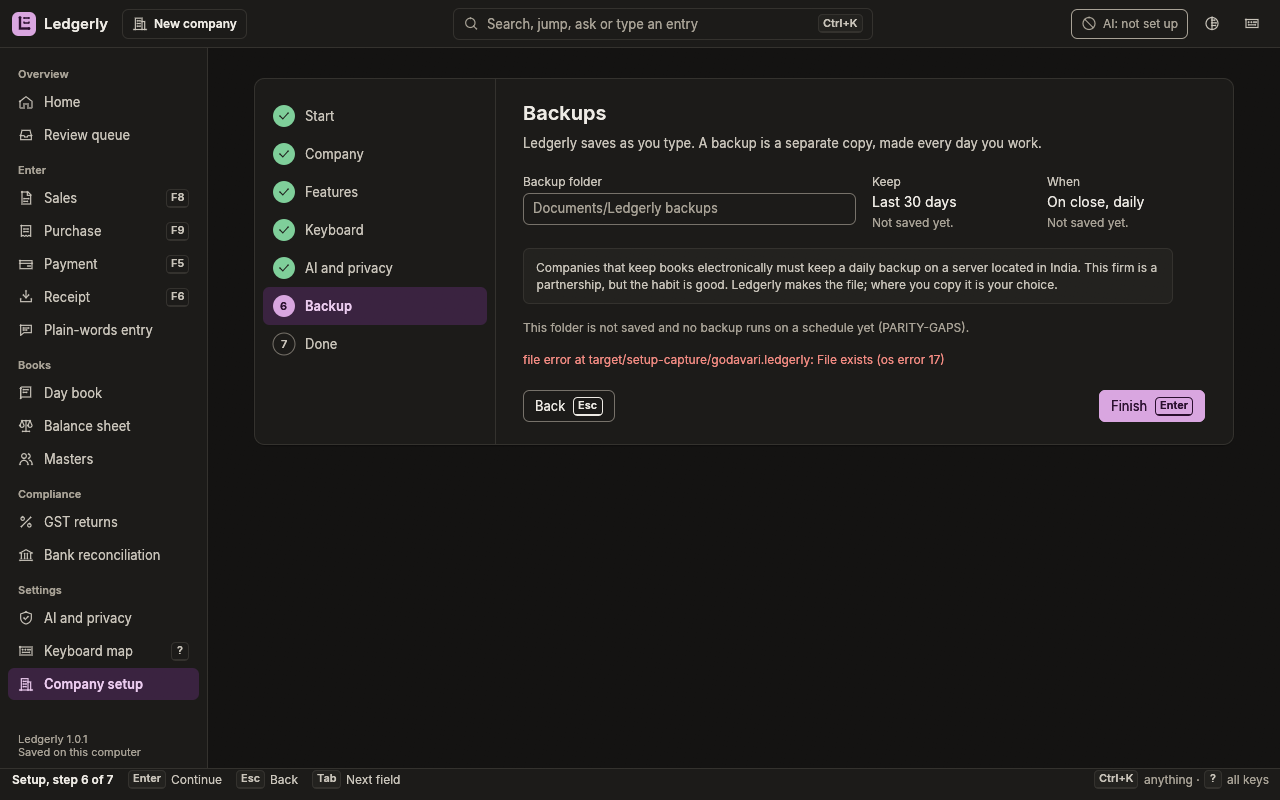 Ledgerly
New company
Search, jump, ask or type an entry
Ctrl+K
AI: not set up
Overview
Home
Review queue
Enter
Sales F8
Purchase F9
Payment F5
Receipt F6
Plain-words entry
Books
Day book
Balance sheet
Masters
Compliance
GST returns
Bank reconciliation
Settings
AI and privacy
Keyboard map ?
Company setup
Ledgerly 1.0.1
Saved on this computer
Start
Company
Features
Keyboard
AI and privacy
6 Backup
7 Done
Backups
Ledgerly saves as you type. A backup is a separate copy, made every day you work.
Backup folder
Documents/Ledgerly backups
Keep
Last 30 days
Not saved yet.
When
On close, daily
Not saved yet.
Companies that keep books electronically must keep a daily backup on a server located in India. This firm is a
partnership, but the habit is good. Ledgerly makes the file; where you copy it is your choice.
This folder is not saved and no backup runs on a schedule yet (PARITY-GAPS).
file error at target/setup-capture/godavari.ledgerly: File exists (os error 17)
Back Esc
Finish Enter
Setup, step 6 of 7 Enter Continue Esc Back Tab Next field
Ctrl+K anything · ? all keys